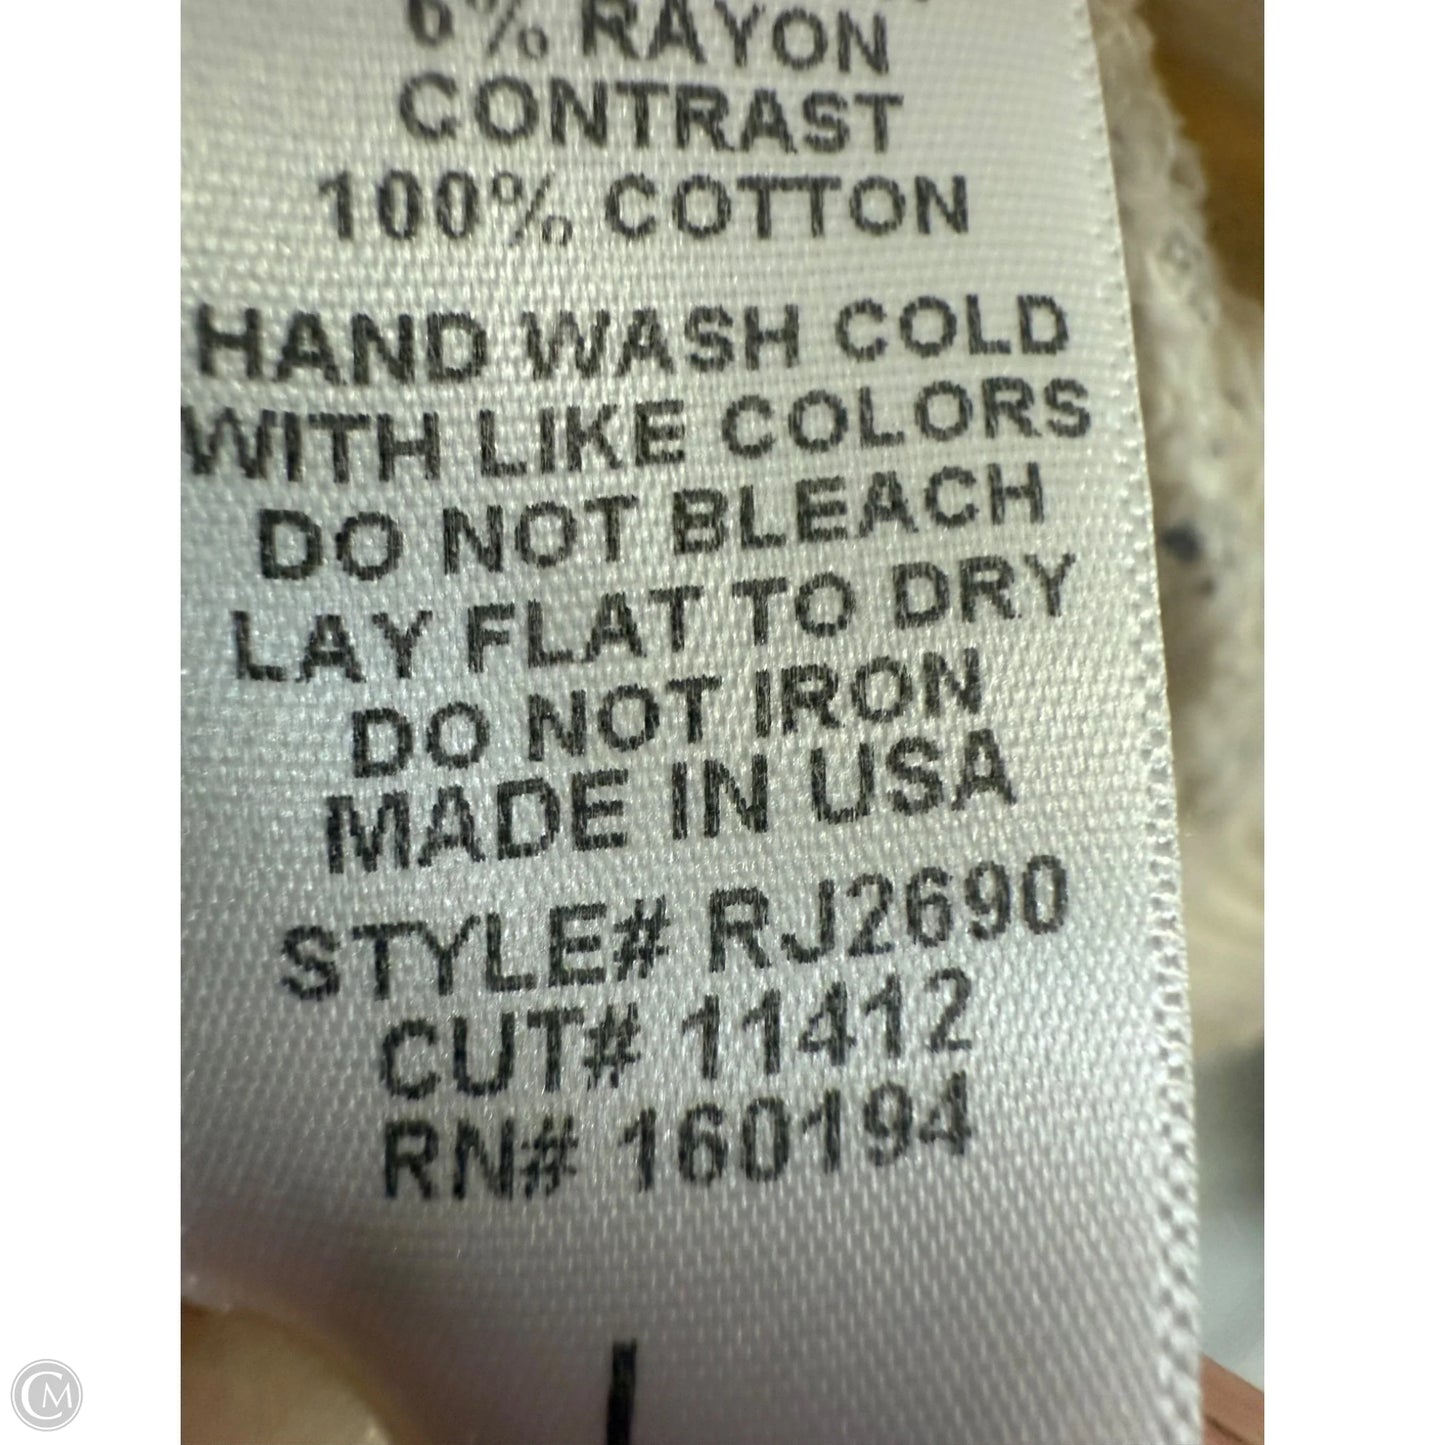 6% RAYON
CONTRAST
100% COTTON
HAND WASH COLD
WITH LIKE COLORS
DO NOT BLEACH
LAY FLAT TO DRY
DO NOT IRON
MADE IN USA
STYLE# RJ2690
CUT# 11412
RN# 160194
CM